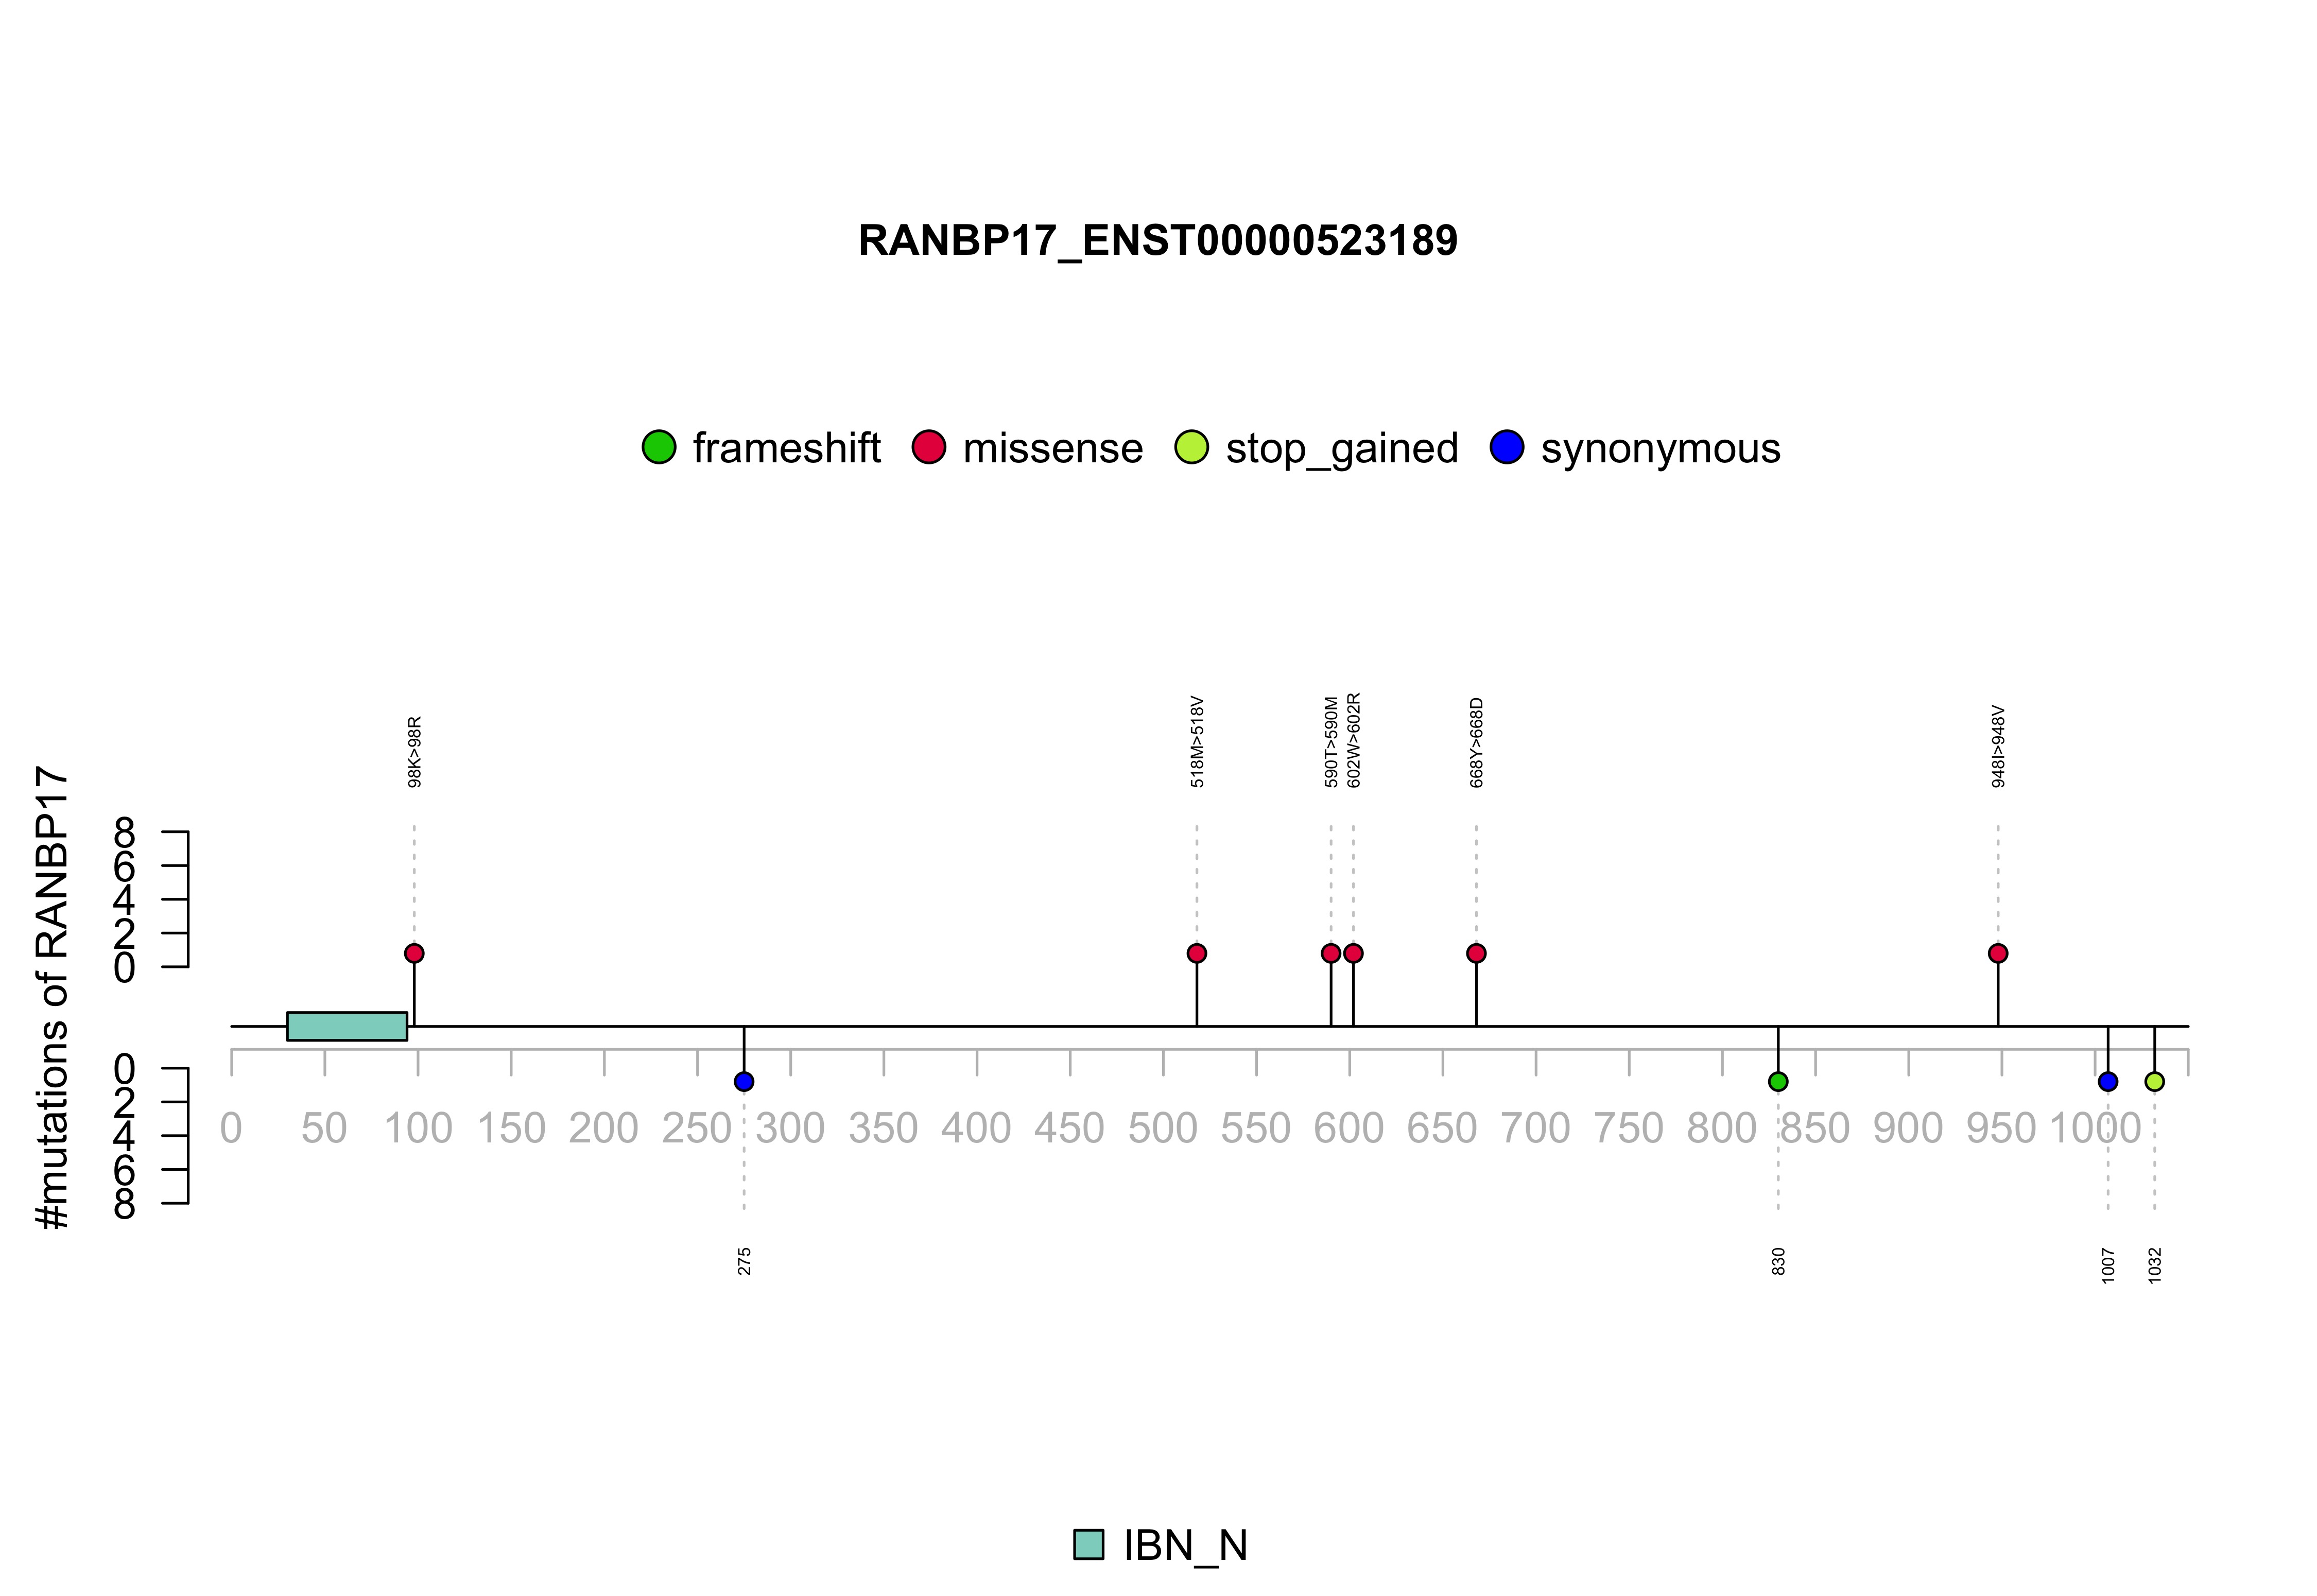 RANBP17_ENST00000523189
frameshift missense stop_gained synonymous
98K>98R 518M>518V 590T>590M 602W>602R 668Y>668D 948I>948V
#mutations of RANBP17
8
6
4
2
0
0
2
4
6
8
0 50 100 150 200 250 300 350 400 450 500 550 600 650 700 750 800 850 900 950 1000
275 830 1007 1032
IBN_N